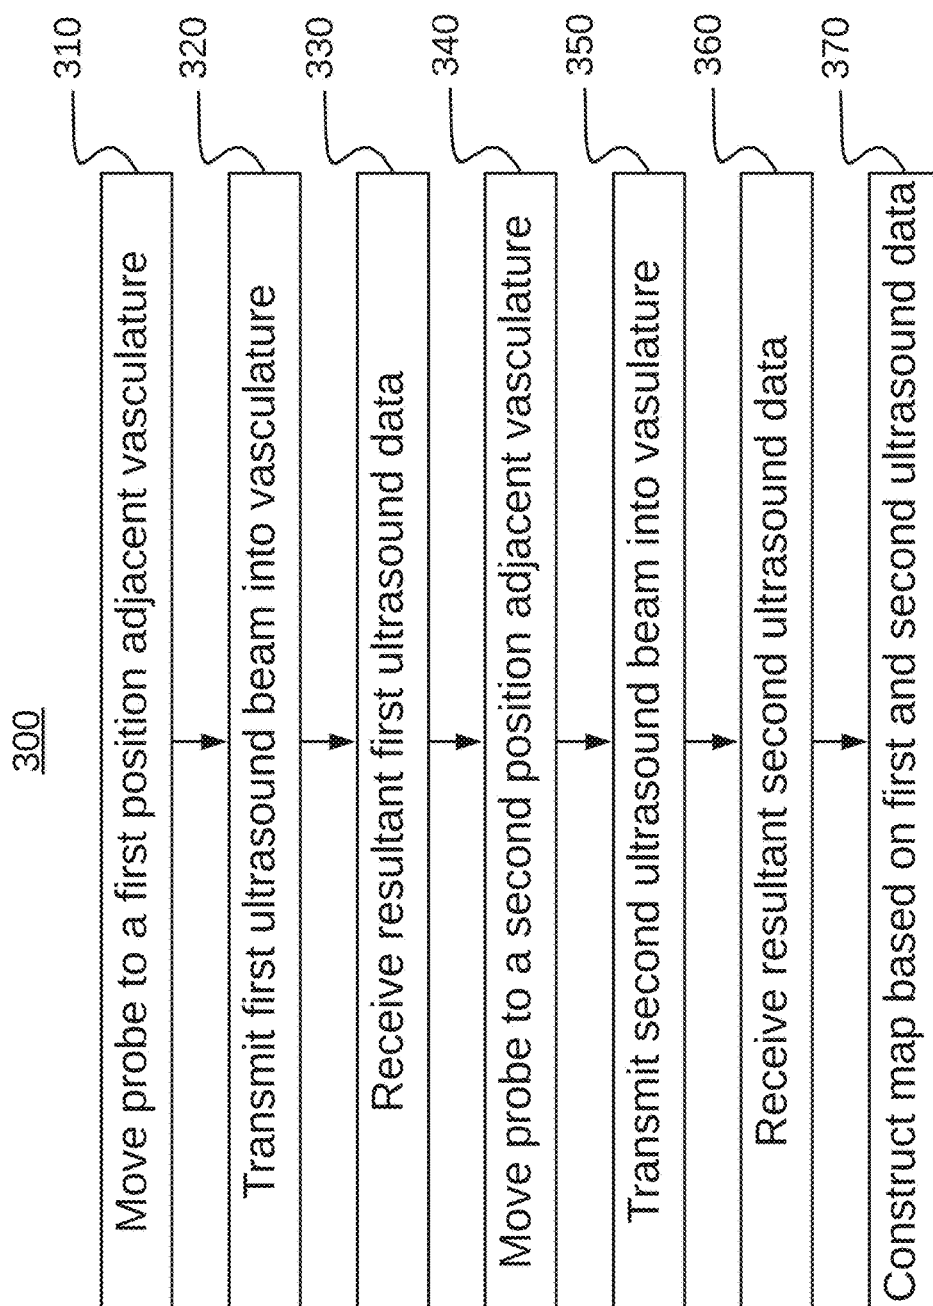 300
Move probe to a first position adjacent vasculature
310
Transmit first ultrasound beam into vasculature
320
Receive resultant first ultrasound data
330
Move probe to a second position adjacent vasculature
340
Transmit second ultrasound beam into vasulature
350
Receive resultant second ultrasound data
360
Construct map based on first and second ultrasound data
370